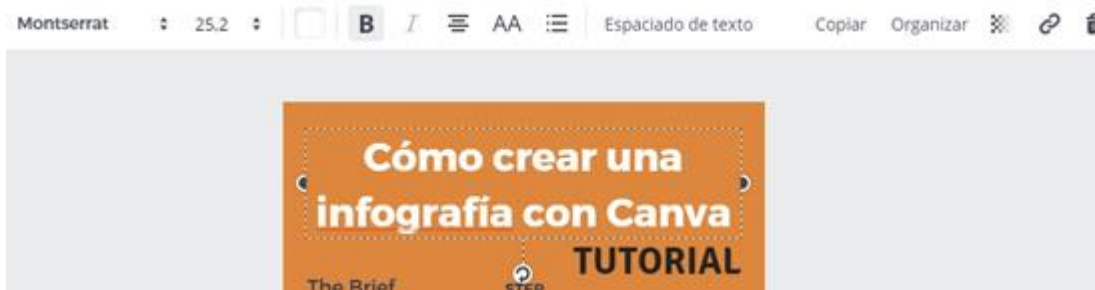 Montserrat 25,2 B I AA Espaciado de texto Copiar Organizar
Cómo crear una
infografía con Canva
TUTORIAL
The Brief
STEP